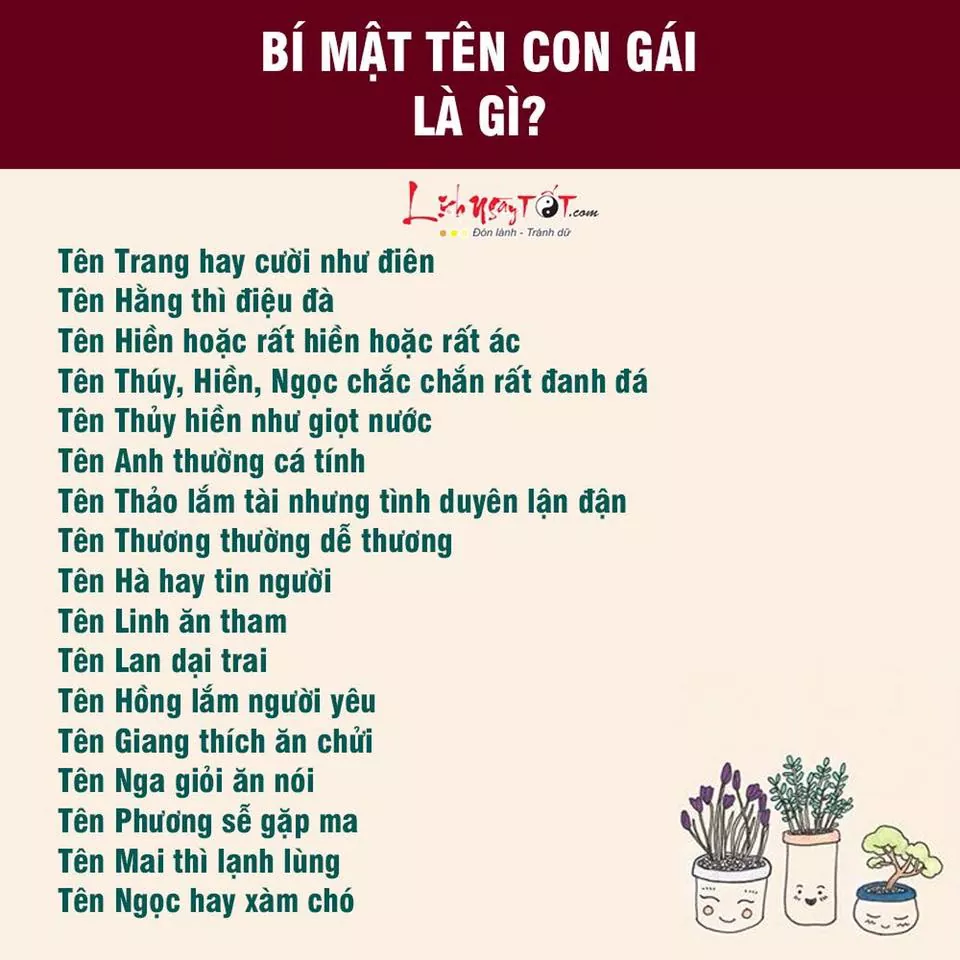 BÍ MẬT TÊN CON GÁI
LÀ GÌ?
LịchNgàyTỐT.com
Đón lành - Tránh dữ
Tên Trang hay cười như điên
Tên Hằng thì điệu đà
Tên Hiền hoặc rất hiền hoặc rất ác
Tên Thúy, Hiền, Ngọc chắc chắn rất đanh đá
Tên Thủy hiền như giọt nước
Tên Anh thường cá tính
Tên Thảo lắm tài nhưng tình duyên lận đận
Tên Thương thường dễ thương
Tên Hà hay tin người
Tên Linh ăn tham
Tên Lan dại trai
Tên Hồng lắm người yêu
Tên Giang thích ăn chửi
Tên Nga giỏi ăn nói
Tên Phương sễ gặp ma
Tên Mai thì lạnh lùng
Tên Ngọc hay xàm chó